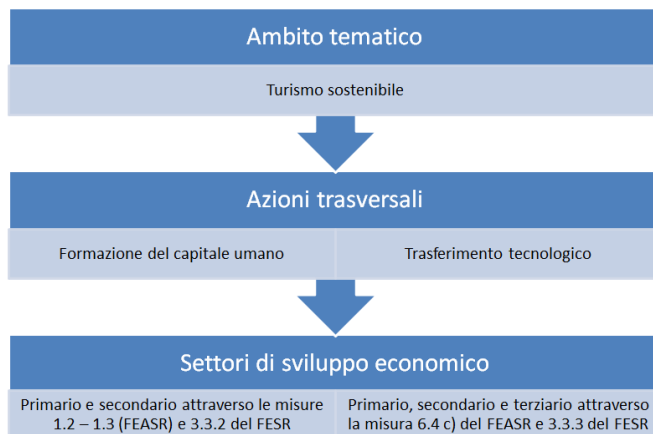 Ambito tematico
Turismo sostenibile
Azioni trasversali
Formazione del capitale umano
Trasferimento tecnologico
Settori di sviluppo economico
Primario e secondario attraverso le misure
1.2 – 1.3 (FEASR) e 3.3.2 del FESR
Primario, secondario e terziario attraverso
la misura 6.4 c) del FEASR e 3.3.3 del FESR